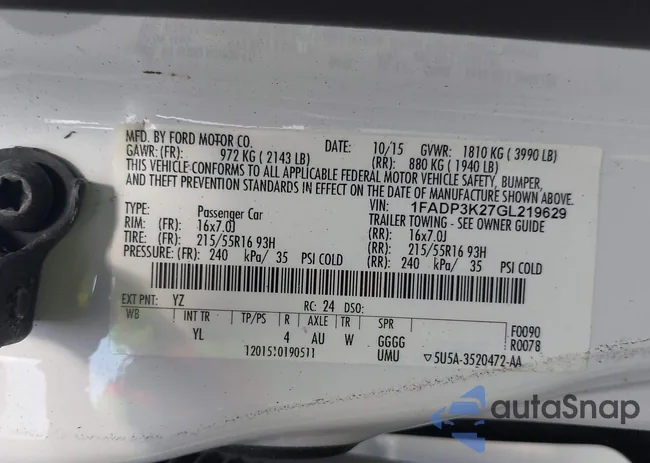 MFD. BY FORD MOTOR CO. DATE: 10/15 GVWR: 1810 KG ( 3990 LB)
GAWR: (FR): 972 KG ( 2143 LB) (RR): 880 KG ( 1940 LB)
THIS VEHICLE CONFORMS TO ALL APPLICABLE FEDERAL MOTOR VEHICLE SAFETY, BUMPER,
AND THEFT PREVENTION STANDARDS IN EFFECT ON THE DATE OF MANUFACTURE SHOWN ABOVE.
VIN: 1FADP3K27GL219629
TYPE: Passenger Car TRAILER TOWING - SEE OWNER GUIDE
RIM: (FR): 16x7.0J (RR): 16x7.0J
TIRE: (FR): 215/55R16 93H (RR): 215/55R16 93H
PRESSURE: (FR): 240 kPa/ 35 PSI COLD (RR): 240 kPa/ 35 PSI COLD
EXT PNT: YZ RC: 24 DSO: F0090
WB INT TR TP/PS R AXLE TR SPR R0078
YL 4 AU W GGGG
1201510190511 UMU ▽5U5A-3520472-AA
autoSnap